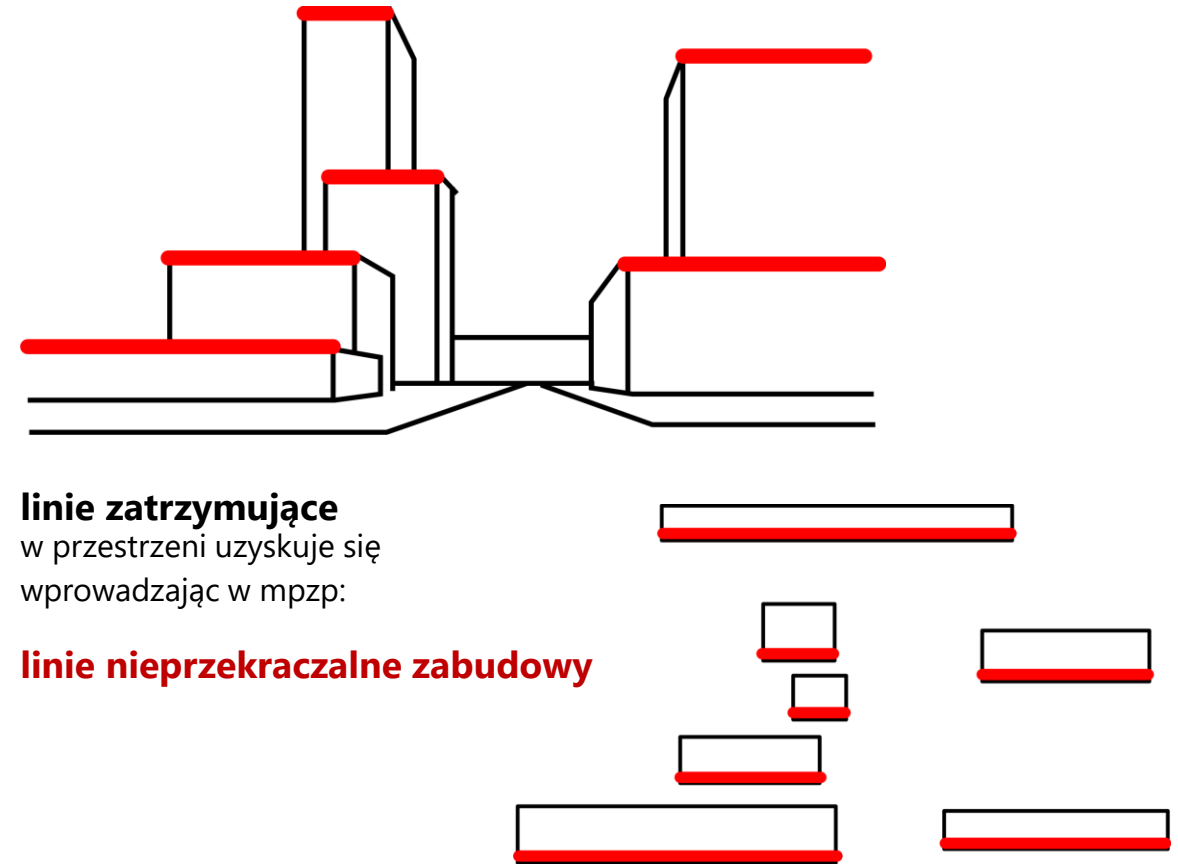 linie zatrzymujące
w przestrzeni uzyskuje się
wprowadzając w mpzp:
linie nieprzekraczalne zabudowy